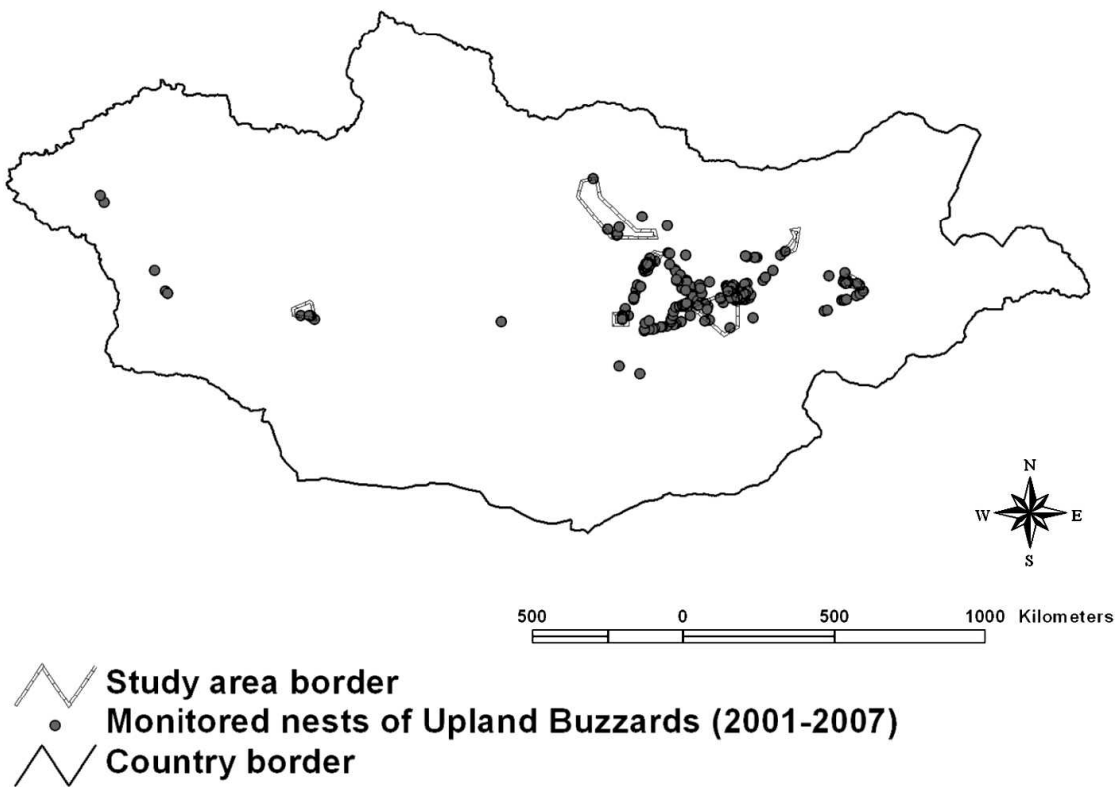 N
W E
S
500 0 500 1000 Kilometers
Study area border
Monitored nests of Upland Buzzards (2001-2007)
Country border